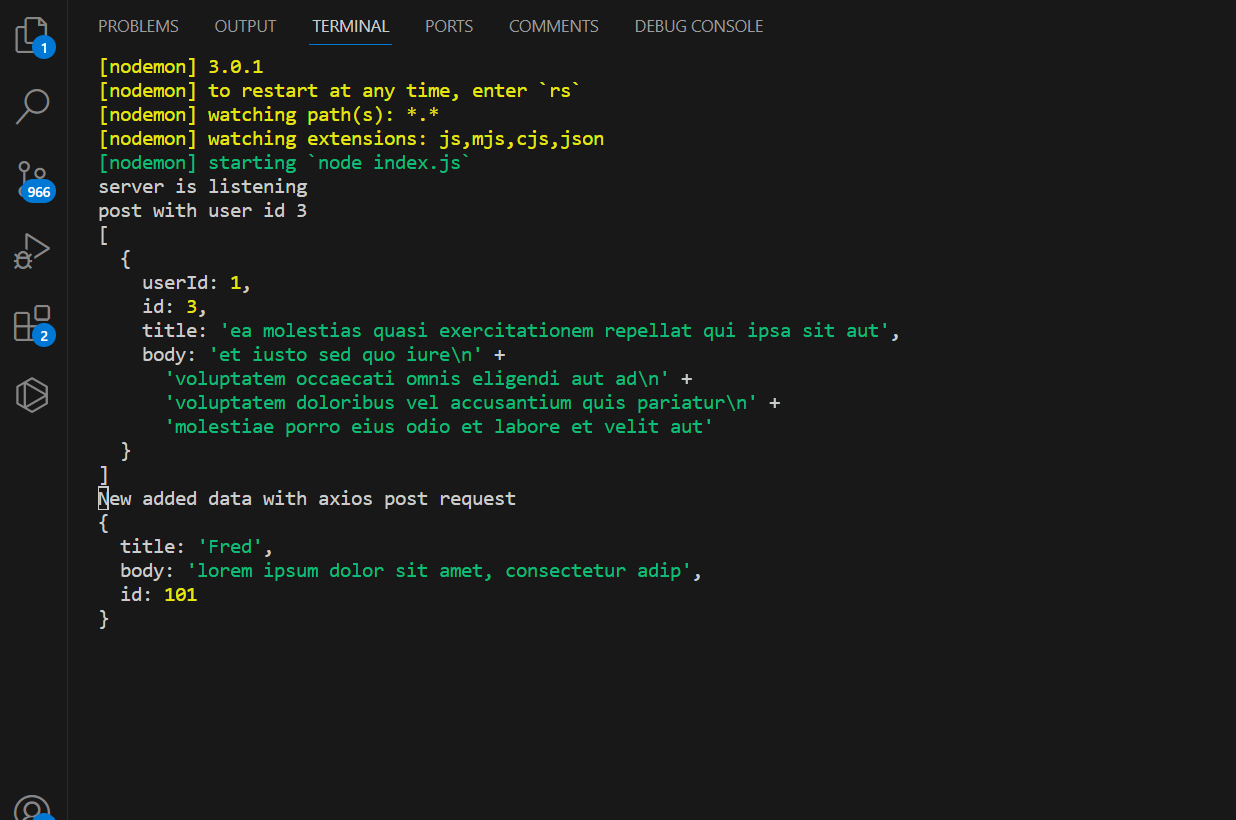 PROBLEMS OUTPUT TERMINAL PORTS COMMENTS DEBUG CONSOLE
1
966
2
[nodemon] 3.0.1
[nodemon] to restart at any time, enter `rs`
[nodemon] watching path(s): *.*
[nodemon] watching extensions: js,mjs,cjs,json
[nodemon] starting `node index.js`
server is listening
post with user id 3
[
  {
    userId: 1,
    id: 3,
    title: 'ea molestias quasi exercitationem repellat qui ipsa sit aut',
    body: 'et iusto sed quo iure\n' +
      'voluptatem occaecati omnis eligendi aut ad\n' +
      'voluptatem doloribus vel accusantium quis pariatur\n' +
      'molestiae porro eius odio et labore et velit aut'
  }
]
New added data with axios post request
{
  title: 'Fred',
  body: 'lorem ipsum dolor sit amet, consectetur adip',
  id: 101
}